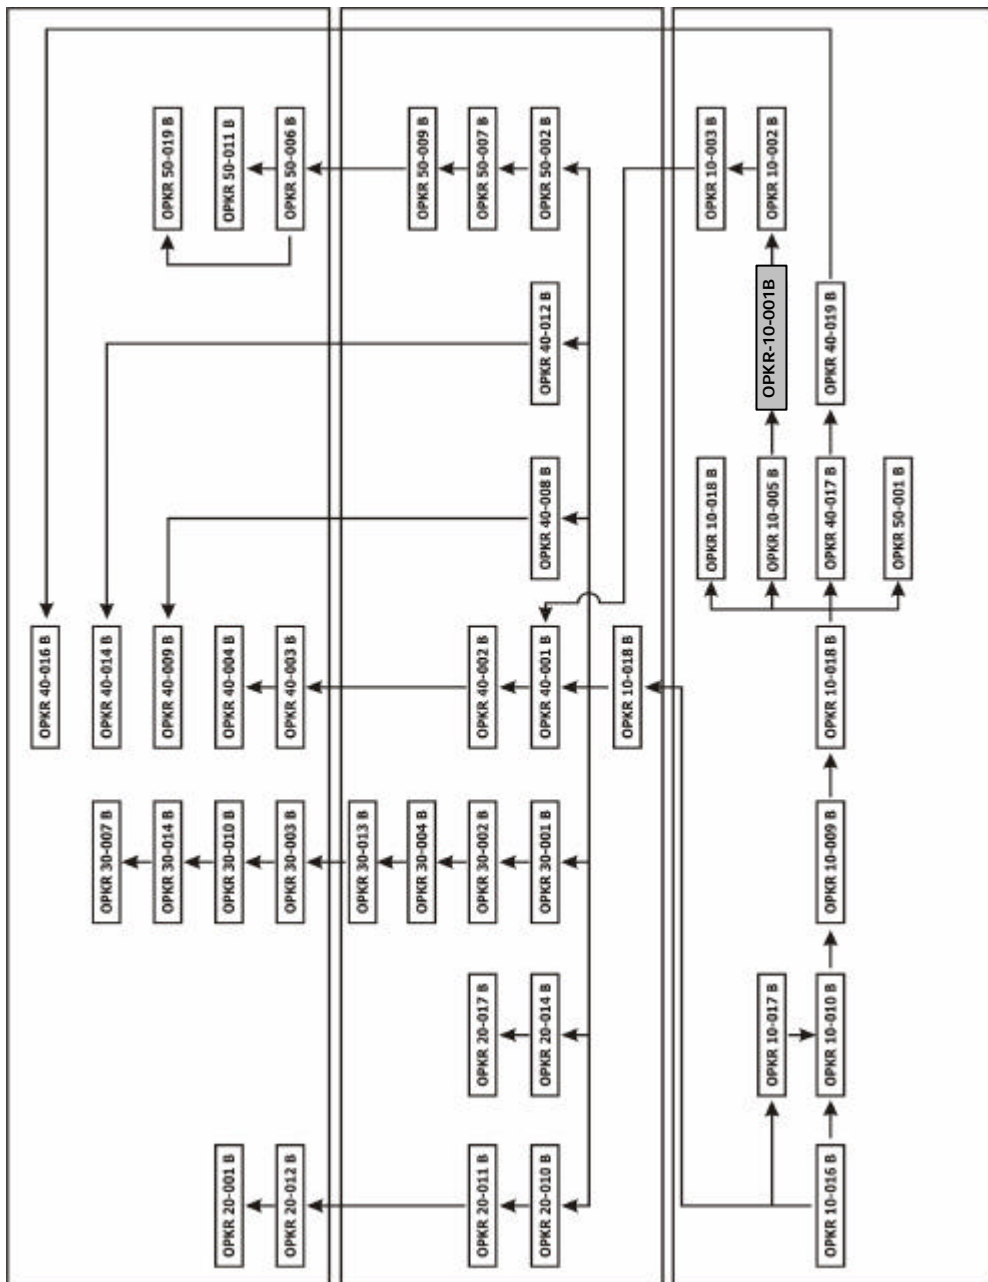 OPKR 20-001 B
OPKR 20-012 B
OPKR 30-007 B
OPKR 30-014 B
OPKR 30-010 B
OPKR 30-003 B
OPKR 40-016 B
OPKR 40-014 B
OPKR 40-009 B
OPKR 40-004 B
OPKR 40-003 B
OPKR 50-019 B
OPKR 50-011 B
OPKR 50-006 B
OPKR 20-011 B
OPKR 20-010 B
OPKR 20-017 B
OPKR 20-014 B
OPKR 30-013 B
OPKR 30-004 B
OPKR 30-002 B
OPKR 30-001 B
OPKR 40-002 B
OPKR 40-001 B
OPKR 10-018 B
OPKR 40-008 B
OPKR 40-012 B
OPKR 50-009 B
OPKR 50-007 B
OPKR 50-002 B
OPKR 10-016 B
OPKR 10-017 B
OPKR 10-010 B
OPKR 10-009 B
OPKR 10-018 B
OPKR 10-018 B
OPKR 10-005 B
OPKR 40-017 B
OPKR 50-001 B
OPKR-10-001B
OPKR 40-019 B
OPKR 10-003 B
OPKR 10-002 B